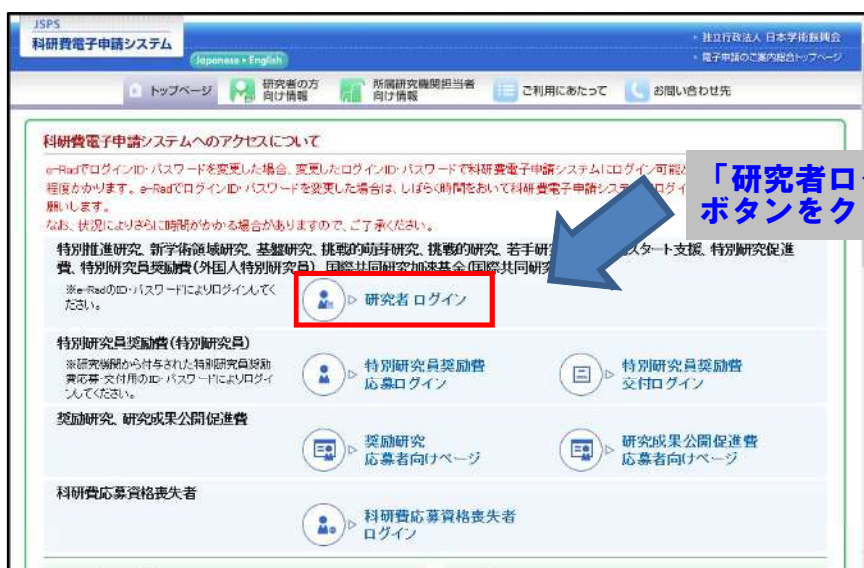 JSPS
科研費電子申請システム
Japanese • English
独立行政法人 日本学術振興会
電子申請のご案内総合トップページ
トップページ
研究者の方
向け情報
所属研究機関担当者
向け情報
ご利用にあたって
お問い合わせ先
科研費電子申請システムへのアクセスについて
e-RadでログインID・パスワードを変更した場合、変更したログインID・パスワードで科研費電子申請システムにログイン可能と
程度かかります。e-RadでログインID・パスワードを変更した場合は、しばらく時間をおいて科研費電子申請シス
願いします。
なお、状況によりさらに時間がかかる場合がありますので、ご了承ください。
「研究者ロ
ボタンをク
特別推進研究、新学術領域研究、基盤研究、挑戦的萌芽研究、挑戦的研究、若手研
スタート支援、特別研究促進
費、特別研究員奨励費(外国人特別研究員)、国際共同研究加速基金(国際共同研
※e-RadのID・パスワードによりログインしてく
ださい。
研究者 ログイン
特別研究員奨励費(特別研究員)
※研究機関から付与された特別研究員奨励
費応募・交付用のID・パスワードによりログイ
ンしてください。
特別研究員奨励費
応募ログイン
特別研究員奨励費
交付ログイン
奨励研究、研究成果公開促進費
奨励研究
応募者向けページ
研究成果公開促進費
応募者向けページ
科研費応募資格喪失者
科研費応募資格喪失者
ログイン